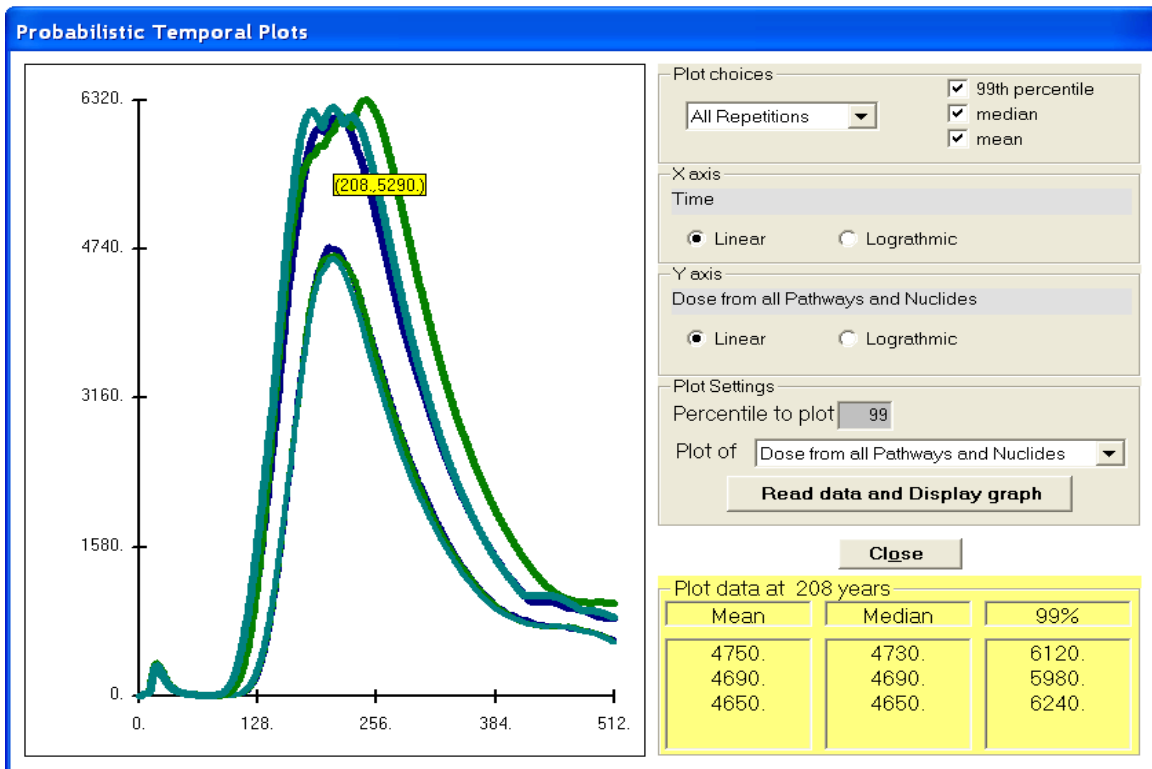 Probabilistic Temporal Plots
6320.
4740.
3160.
1580.
0.
0.
128.
256.
384.
512.
(208.,5290.)
Plot choices
All Repetitions
99th percentile
median
mean
X axis
Time
Linear
Lograthmic
Y axis
Dose from all Pathways and Nuclides
Linear
Lograthmic
Plot Settings
Percentile to plot 99
Plot of Dose from all Pathways and Nuclides
Read data and Display graph
Close
Plot data at 208 years
Mean Median 99%
4750. 4730. 6120.
4690. 4690. 5980.
4650. 4650. 6240.